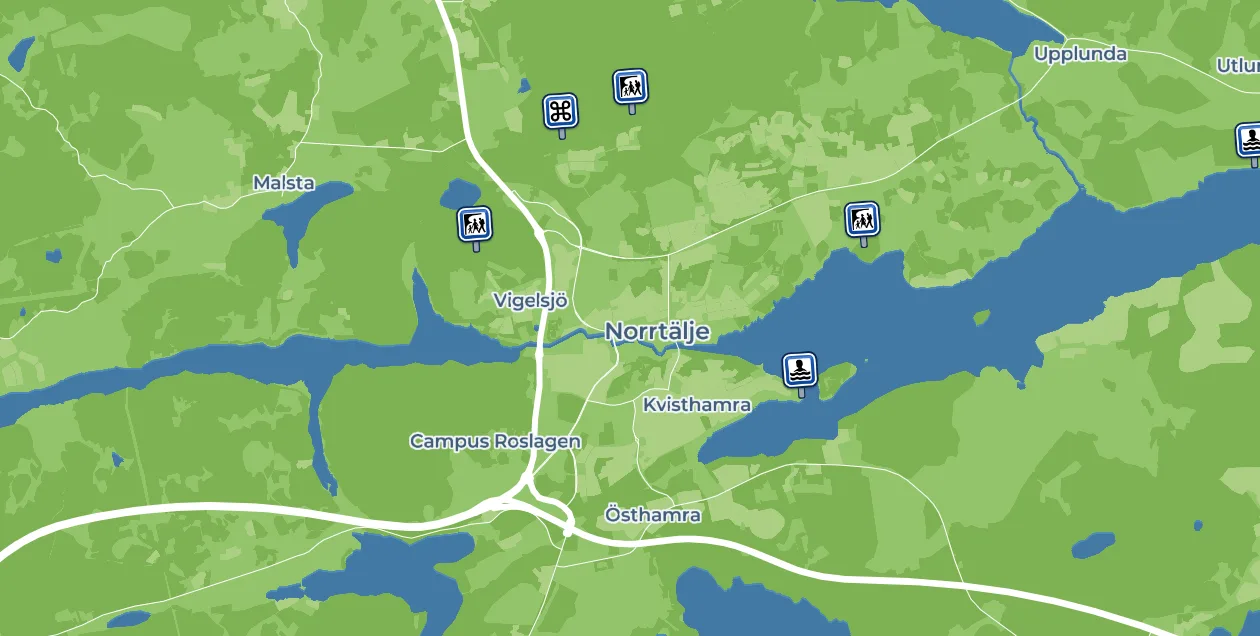 Upplunda
Malsta
Vigelsjö
Norrtälje
Kvisthamra
Campus Roslagen
Östhamra